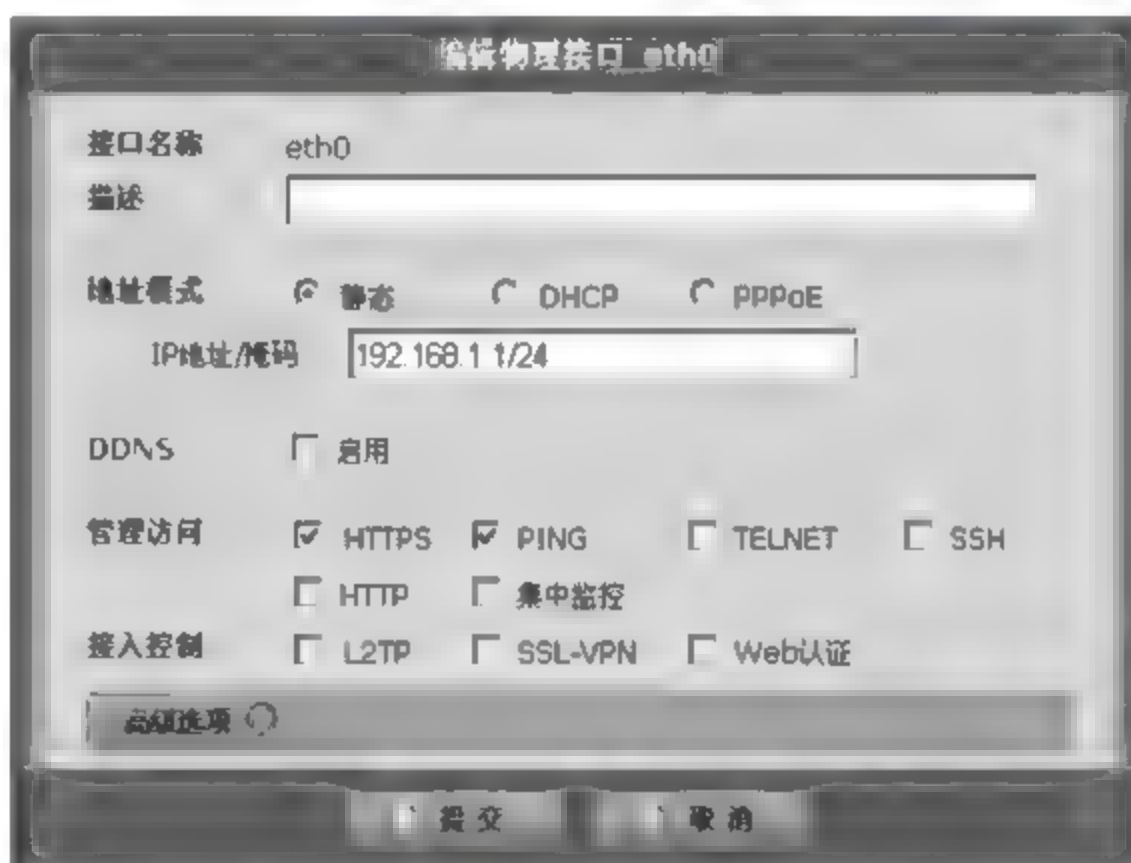 编辑物理接口 eth0
接口名称 eth0
描述
地址模式 静态 DHCP PPPoE
IP地址/掩码 192.168.1.1/24
DDNS 启用
管理访问 HTTPS PING TELNET SSH
HTTP 集中监控
接入控制 L2TP SSL-VPN Web认证
高级选项
提交 取消